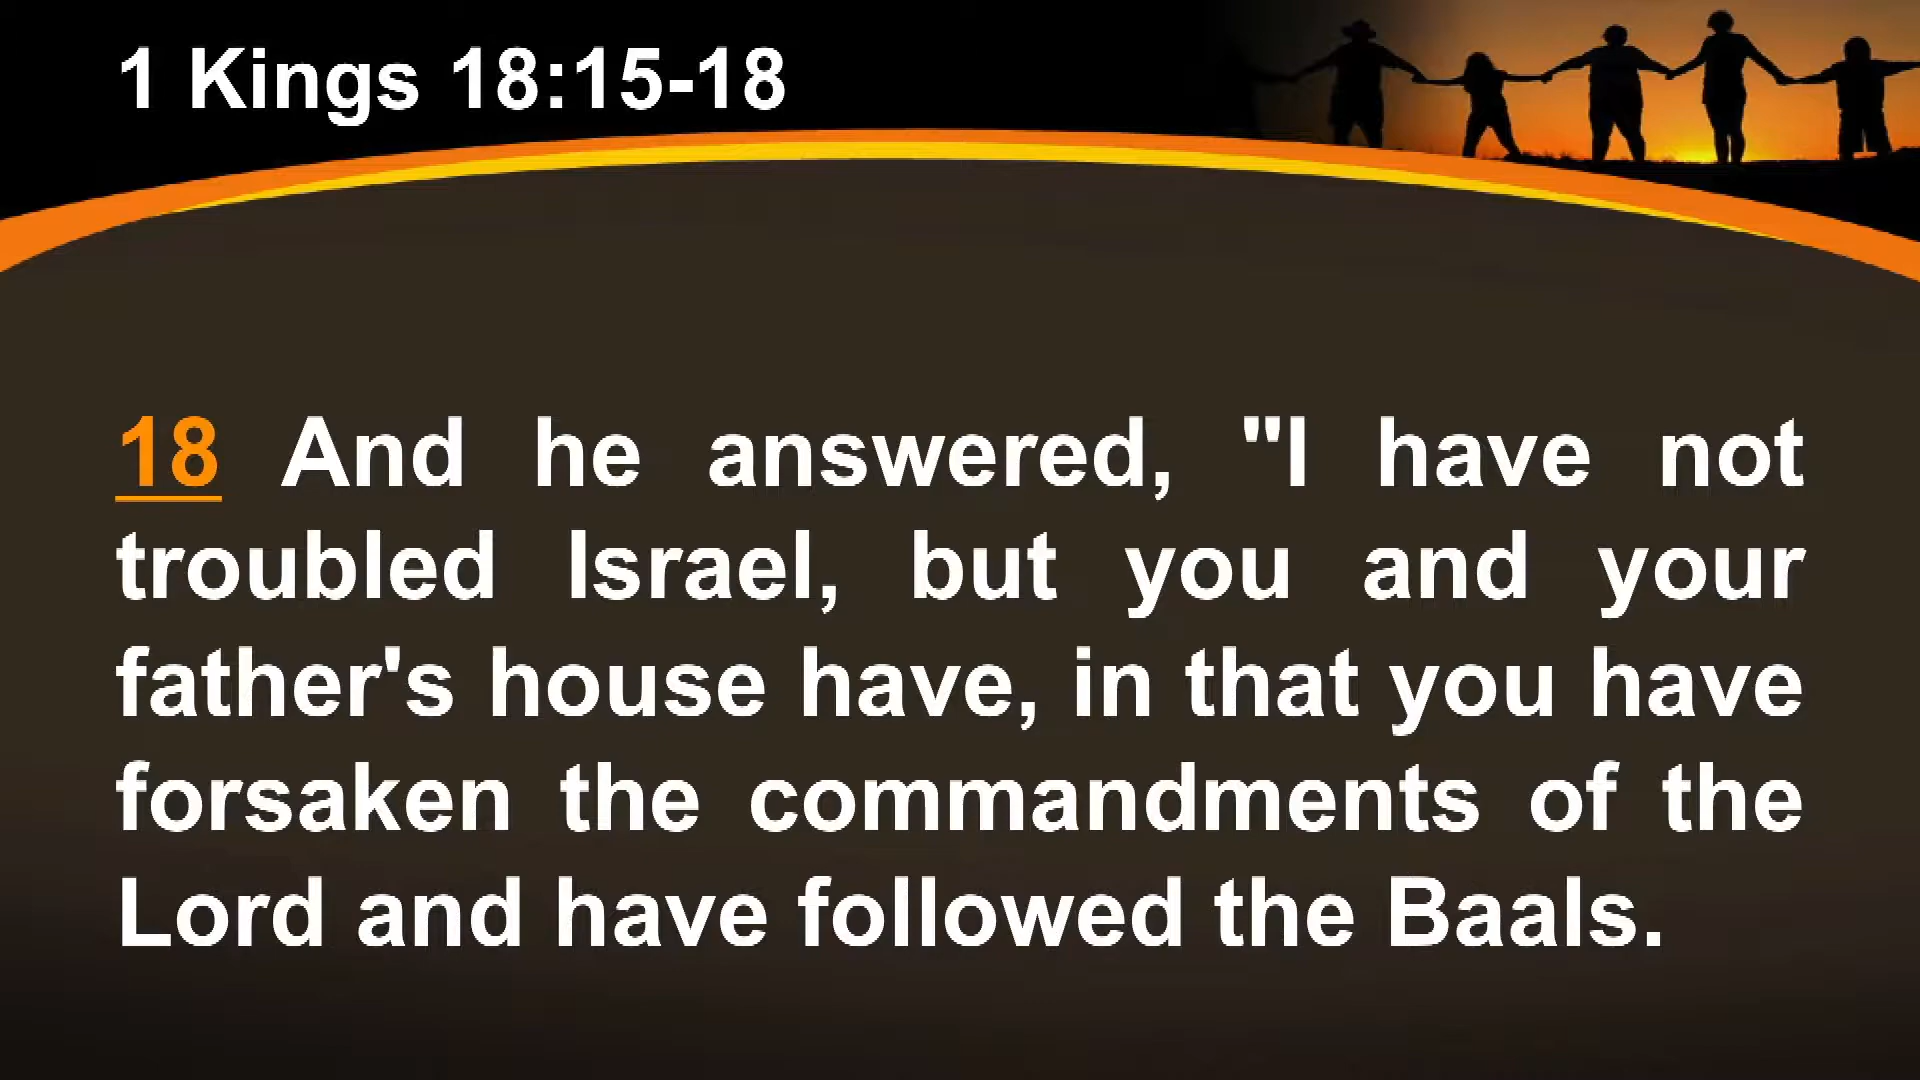 1 Kings 18:15-18
18 And he answered, "I have not
troubled Israel, but you and your
father's house have, in that you have
forsaken the commandments of the
Lord and have followed the Baals.